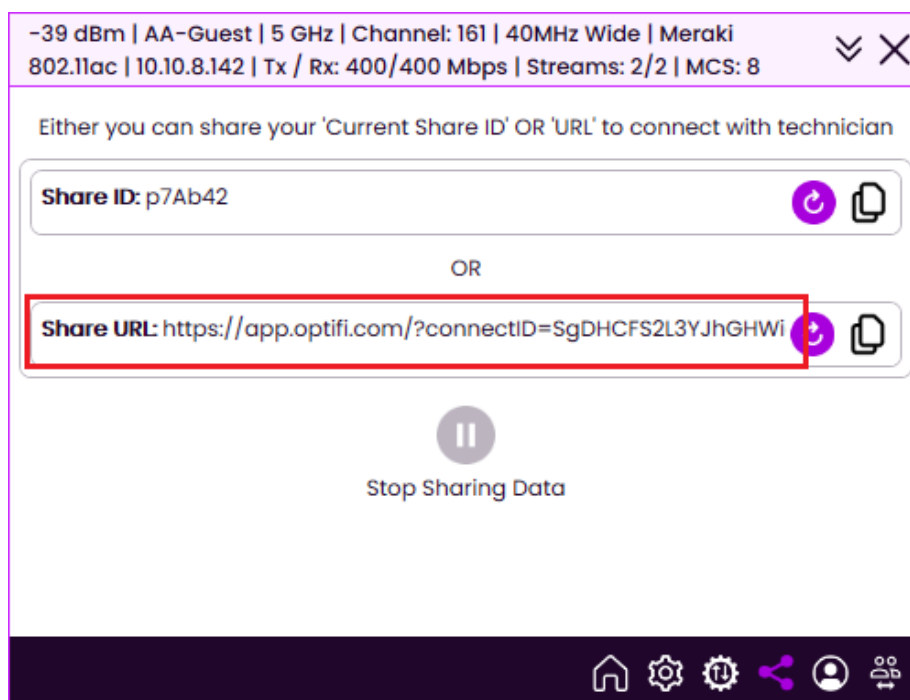 -39 dBm | AA-Guest | 5 GHz | Channel: 161 | 40MHz Wide | Meraki
802.11ac | 10.10.8.142 | Tx / Rx: 400/400 Mbps | Streams: 2/2 | MCS: 8
Either you can share your 'Current Share ID' OR 'URL' to connect with technician
Share ID: p7Ab42
OR
Share URL: https://app.optifi.com/?connectID=SgDHCFS2L3YJhGHWi
Stop Sharing Data